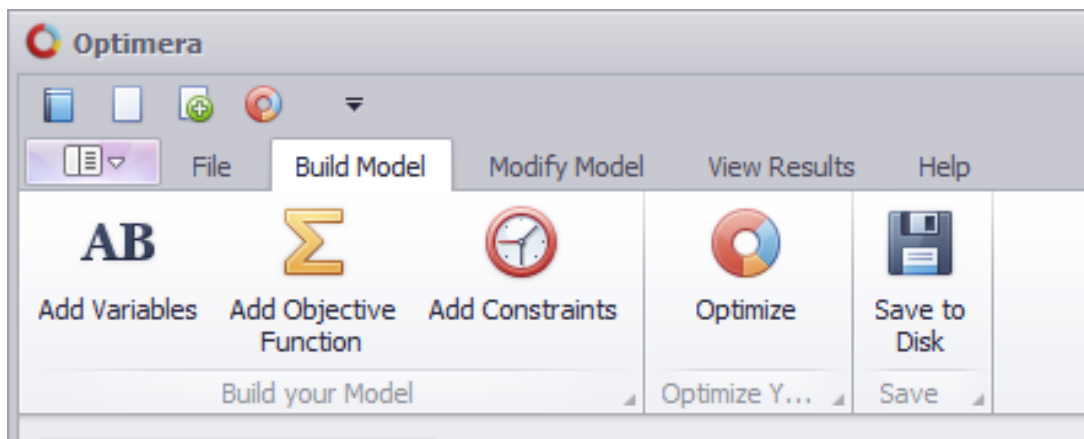 Optimera
File Build Model Modify Model View Results Help
AB
Add Variables Add Objective Function Add Constraints Optimize Save to Disk
Build your Model Optimize Y... Save